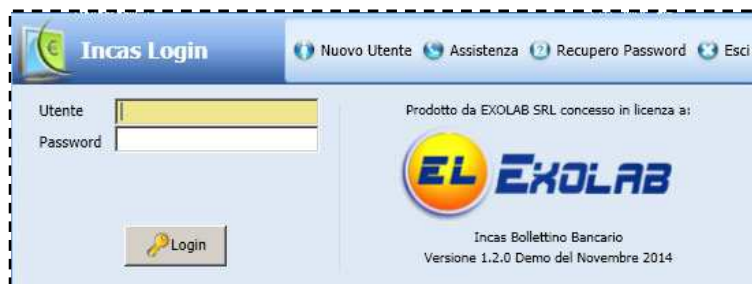 € Incas Login
Nuovo Utente Assistenza ? Recupero Password Esci
Utente
Password
Login
Prodotto da EXOLAB SRL concesso in licenza a:
EL EXOLAB
Incas Bollettino Bancario
Versione 1.2.0 Demo del Novembre 2014